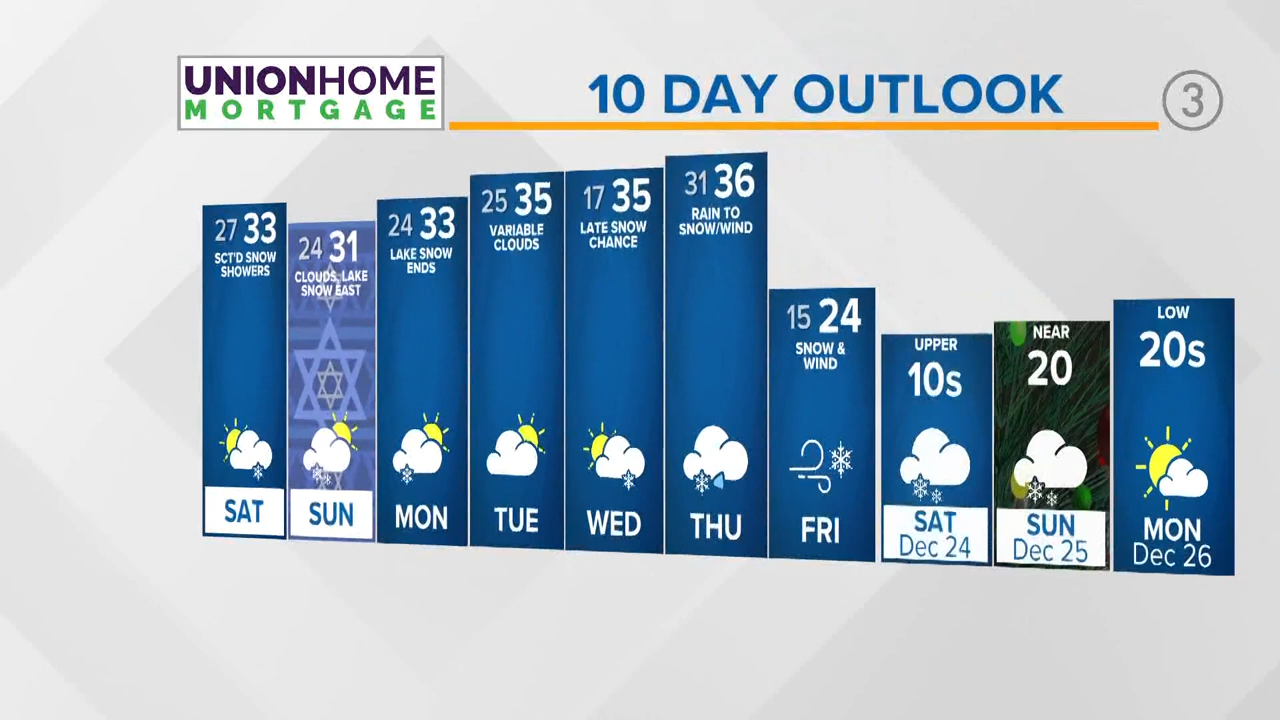 UNIONHOME
MORTGAGE
10 DAY OUTLOOK
3
27 33
SCT'D SNOW
SHOWERS
SAT
24 31
CLOUDS, LAKE
SNOW EAST
SUN
24 33
LAKE SNOW
ENDS
MON
25 35
VARIABLE
CLOUDS
TUE
17 35
LATE SNOW
CHANCE
WED
31 36
RAIN TO
SNOW/WIND
THU
15 24
SNOW &
WIND
FRI
UPPER
10s
SAT
Dec 24
NEAR
20
SUN
Dec 25
LOW
20s
MON
Dec 26